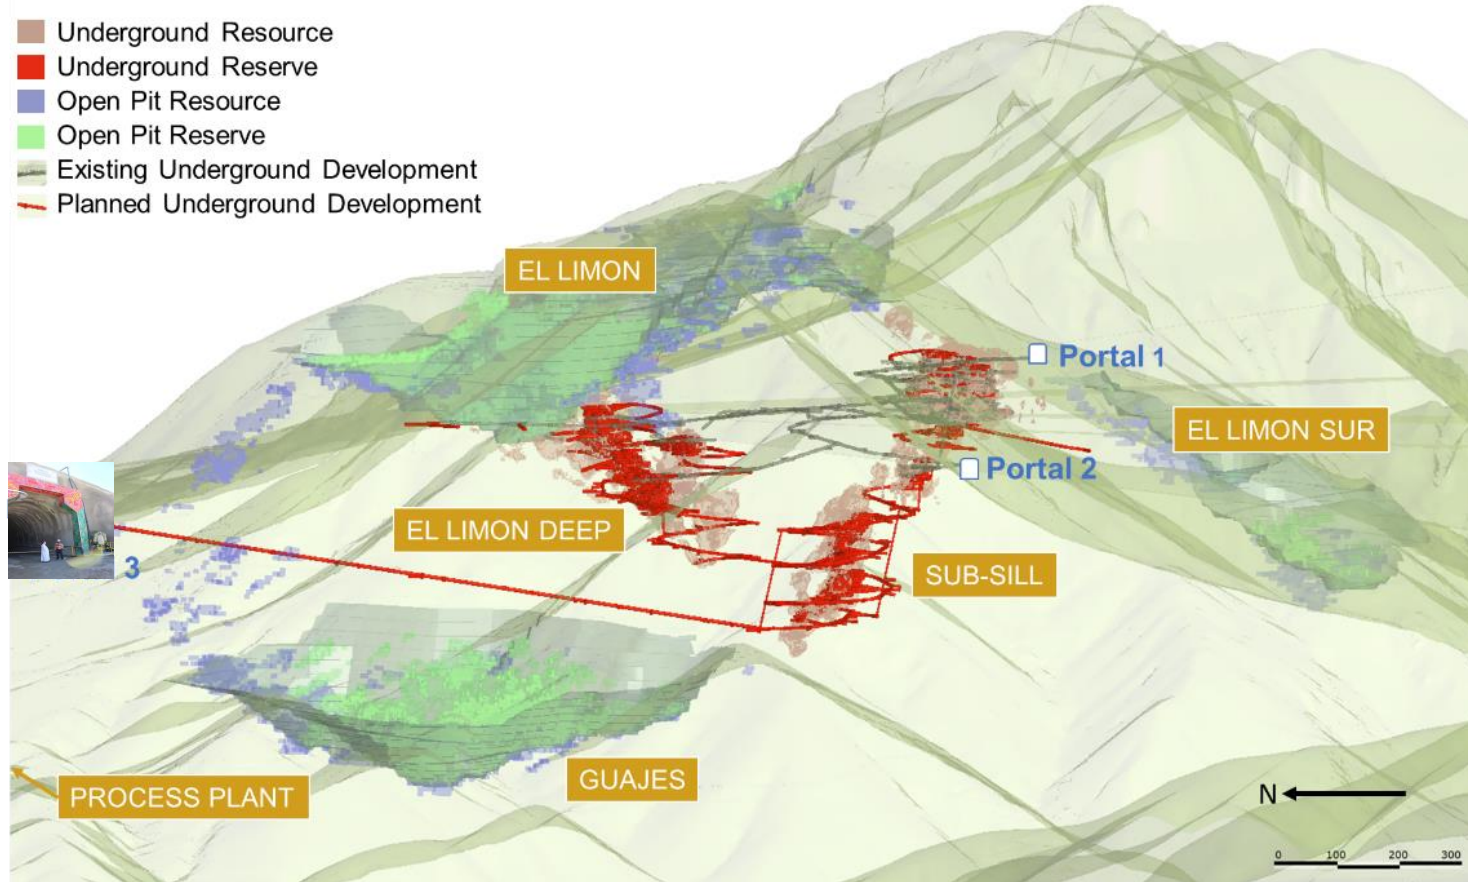 Underground Resource
Underground Reserve
Open Pit Resource
Open Pit Reserve
Existing Underground Development
Planned Underground Development
EL LIMON
Portal 1
EL LIMON SUR
Portal 2
EL LIMON DEEP
3
SUB-SILL
GUAJES
PROCESS PLANT
N
0 100 200 300